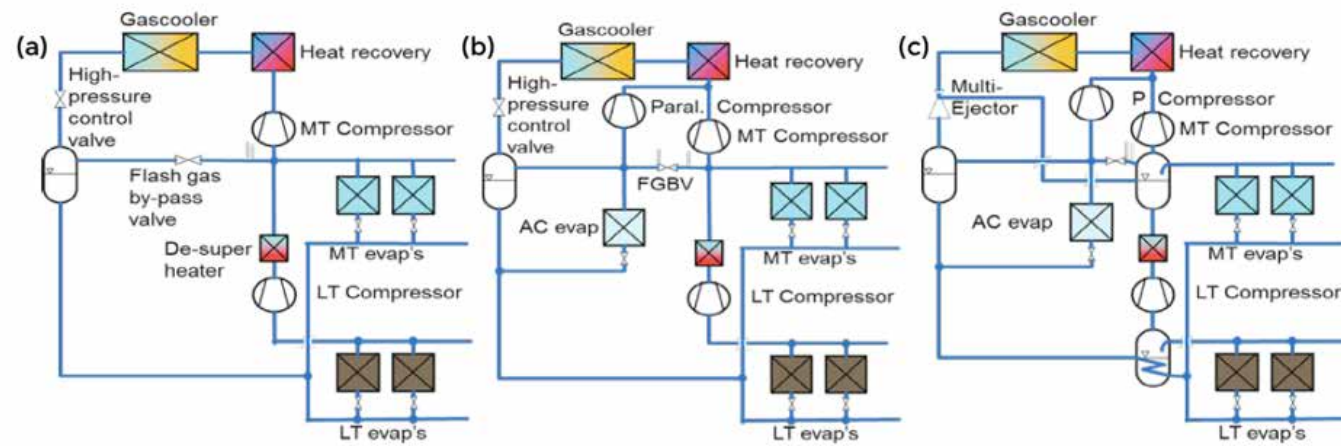 (a)
Gascooler
Heat recovery
High-
pressure
control
valve
MT Compressor
Flash gas
by-pass
valve
De-super
heater
MT evap's
LT Compressor
LT evap's
(b)
Gascooler
Heat recovery
High-
pressure
control
valve
Paral. Compressor
MT Compressor
FGBV
AC evap
MT evap's
LT Compressor
LT evap's
(c)
Gascooler
Heat recovery
Multi-
Ejector
P Compressor
MT Compressor
AC evap
MT evap's
LT Compressor
LT evap's